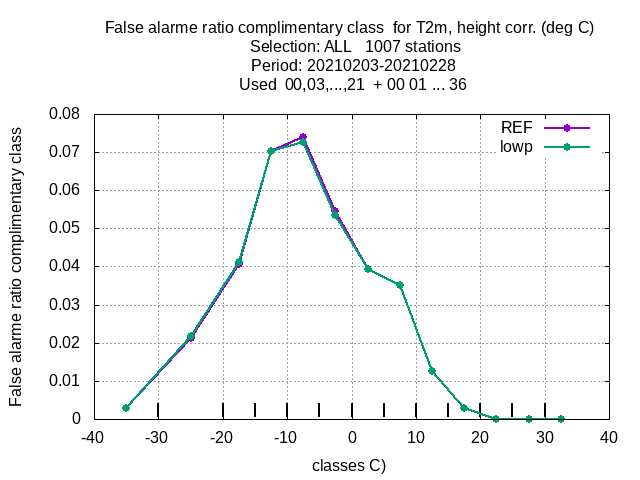 False alarme ratio complimentary class  for T2m, height corr. (deg C)
Selection: ALL   1007 stations
Period: 20210203-20210228
Used  00,03,...,21  + 00 01 ... 36
False alarme ratio complimentary class
0.08
0.07
0.06
0.05
0.04
0.03
0.02
0.01
0
REF
lowp
-40 -30 -20 -10 0 10 20 30 40
classes C)